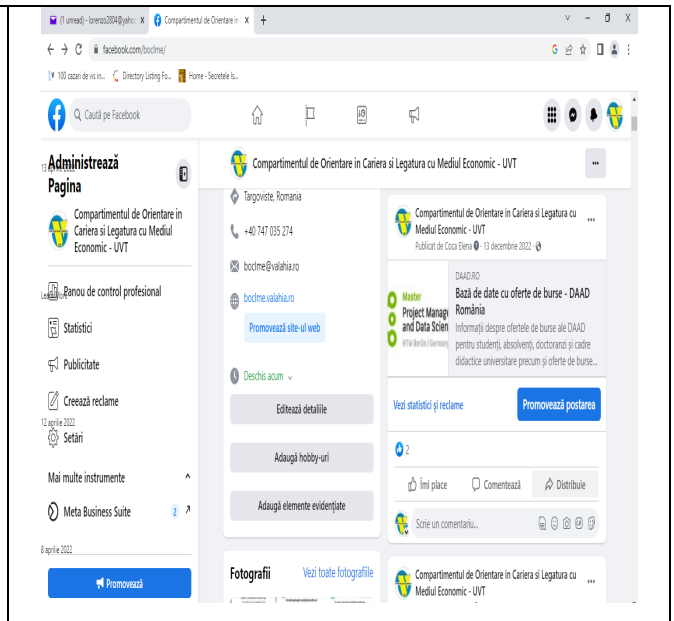 (1 unread) - lorenzo2804@yahoo
Compartimentul de Orientare in
facebook.com/boclme/
100 cazari de vis in...
Directory Listing Fo...
Home - Secretele Is...
Caută pe Facebook
Administrează
13 aprilie 2022
Pagina
Compartimentul de Orientare in
Cariera si Legatura cu Mediul
Economic - UVT
Panou de control profesional
Statistici
Publicitate
Creează reclame
12 aprilie 2022
Setări
Mai multe instrumente
Meta Business Suite
2
8 aprilie 2022
Promovează
Compartimentul de Orientare in Cariera si Legatura cu Mediul Economic - UVT
Targoviste, Romania
+40 747 035 274
boclme@valahia.ro
boclme.valahia.ro
Promovează site-ul web
Deschis acum
Editează detaliile
Adaugă hobby-uri
Adaugă elemente evidențiate
Fotografii
Vezi toate fotografiile
Compartimentul de Orientare in Cariera si Legatura cu
Mediul Economic - UVT
Publicat de Coca Elena · 13 decembrie 2022 ·
Master
Project Manage
and Data Scien
HTW Berlin / Germany
DAAD.RO
Bază de date cu oferte de burse - DAAD
România
Informații despre ofertele de burse ale DAAD
pentru studenți, absolvenți, doctoranzi și cadre
didactice universitare precum și oferte de burse...
Vezi statistici și reclame
Promovează postarea
2
Îmi place
Comentează
Distribuie
Scrie un comentariu...
Compartimentul de Orientare in Cariera si Legatura cu
Mediul Economic - UVT